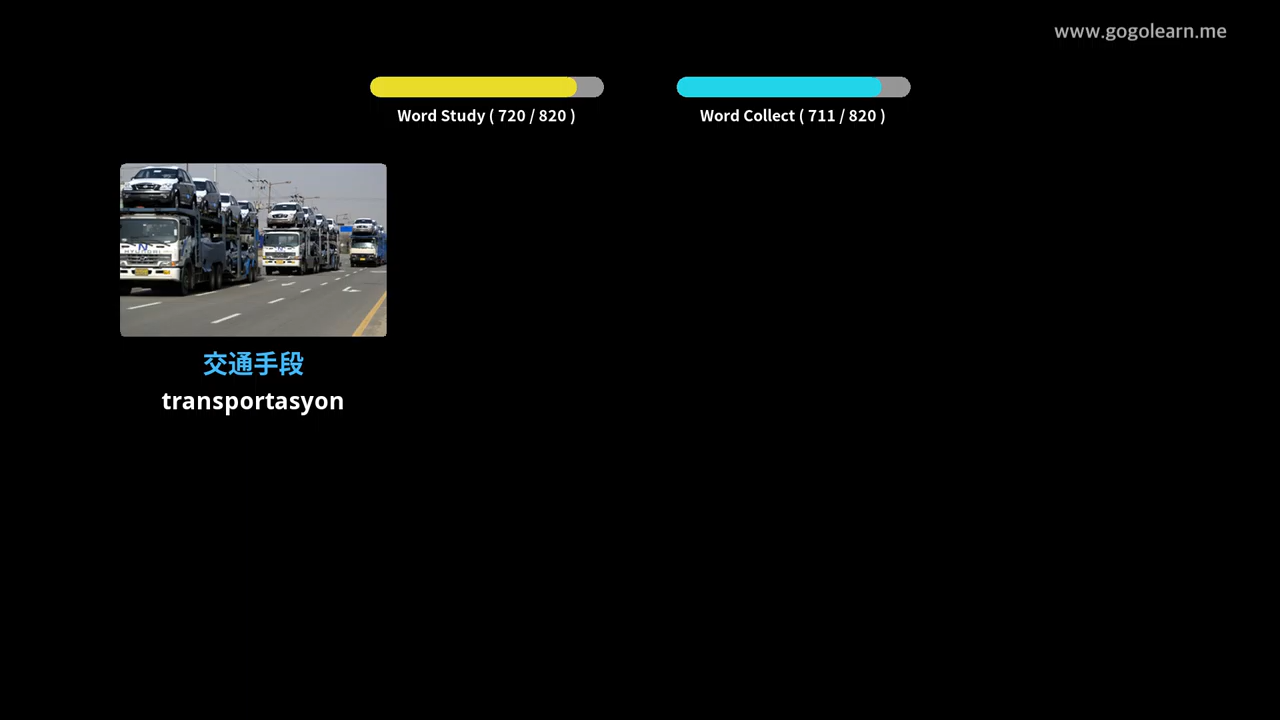 www.gogolearn.me
Word Study ( 720 / 820 )
Word Collect ( 711 / 820 )
交通手段
transportasyon